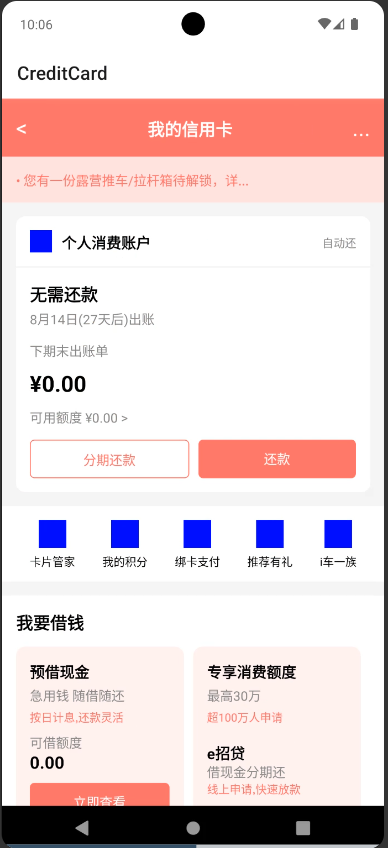 10:06
CreditCard
< 我的信用卡 ...
• 您有一份露营推车/拉杆箱待解锁，详...
个人消费账户 自动还
无需还款
8月14日(27天后)出账
下期末出账单
¥0.00
可用额度 ¥0.00 >
分期还款 还款
卡片管家 我的积分 绑卡支付 推荐有礼 i车一族
我要借钱
预借现金 专享消费额度
急用钱 随借随还 最高30万
按日计息,还款灵活 超100万人申请
可借额度 e招贷
0.00 借现金分期还
线上申请,快速放款
立即查看